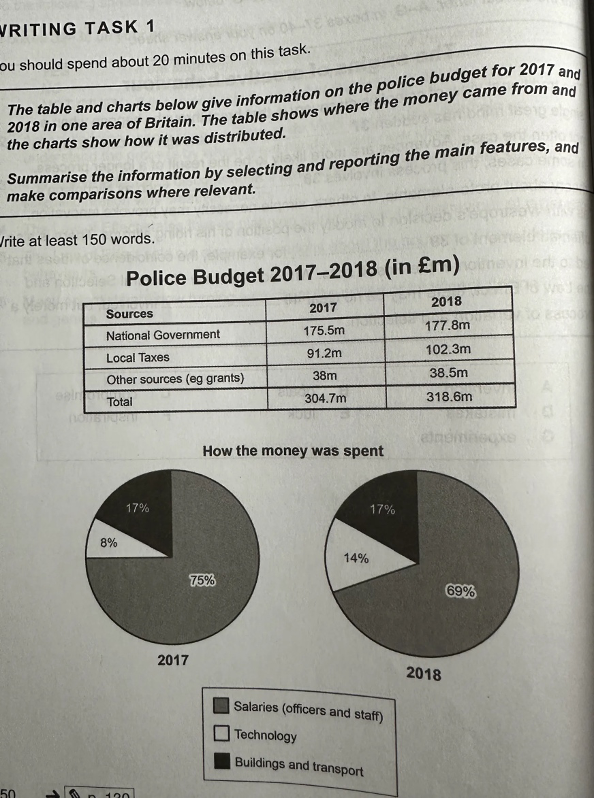 WRITING TASK 1
ou should spend about 20 minutes on this task.
The table and charts below give information on the police budget for 2017 and
2018 in one area of Britain. The table shows where the money came from and
the charts show how it was distributed.
Summarise the information by selecting and reporting the main features, and
make comparisons where relevant.
Write at least 150 words.
Police Budget 2017–2018 (in £m)
Sources 2017 2018
National Government 175.5m 177.8m
Local Taxes 91.2m 102.3m
Other sources (eg grants) 38m 38.5m
Total 304.7m 318.6m
How the money was spent
17% 17%
8% 14%
75% 69%
2017 2018
Salaries (officers and staff)
Technology
Buildings and transport